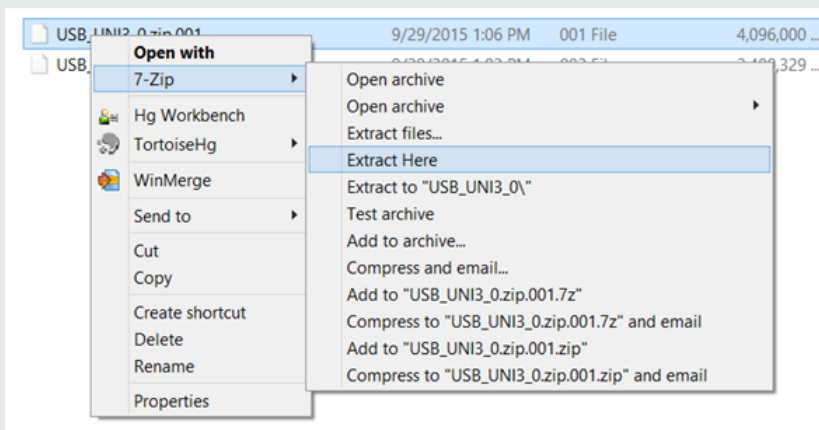 USB_UNI3_0.zip.001 9/29/2015 1:06 PM 001 File 4,096,000 ...
USB_ ,329 ...
Open with
7-Zip
Hg Workbench
TortoiseHg
WinMerge
Send to
Cut
Copy
Create shortcut
Delete
Rename
Properties
Open archive
Open archive
Extract files...
Extract Here
Extract to "USB_UNI3_0\"
Test archive
Add to archive...
Compress and email...
Add to "USB_UNI3_0.zip.001.7z"
Compress to "USB_UNI3_0.zip.001.7z" and email
Add to "USB_UNI3_0.zip.001.zip"
Compress to "USB_UNI3_0.zip.001.zip" and email